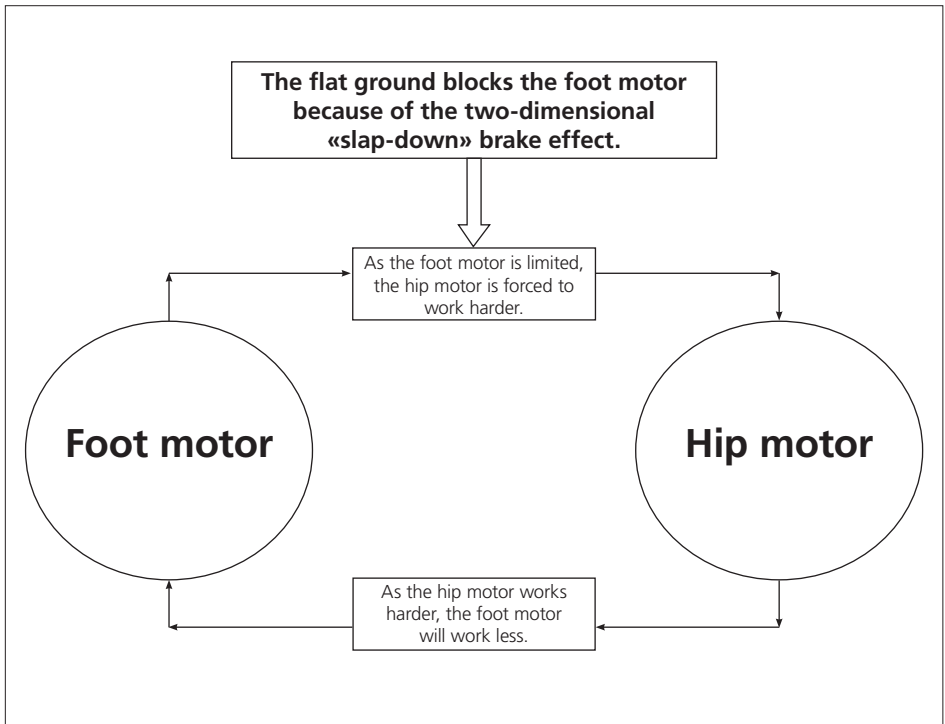 The flat ground blocks the foot motor
because of the two-dimensional
«slap-down» brake effect.
As the foot motor is limited,
the hip motor is forced to
work harder.
Foot motor
Hip motor
As the hip motor works
harder, the foot motor
will work less.